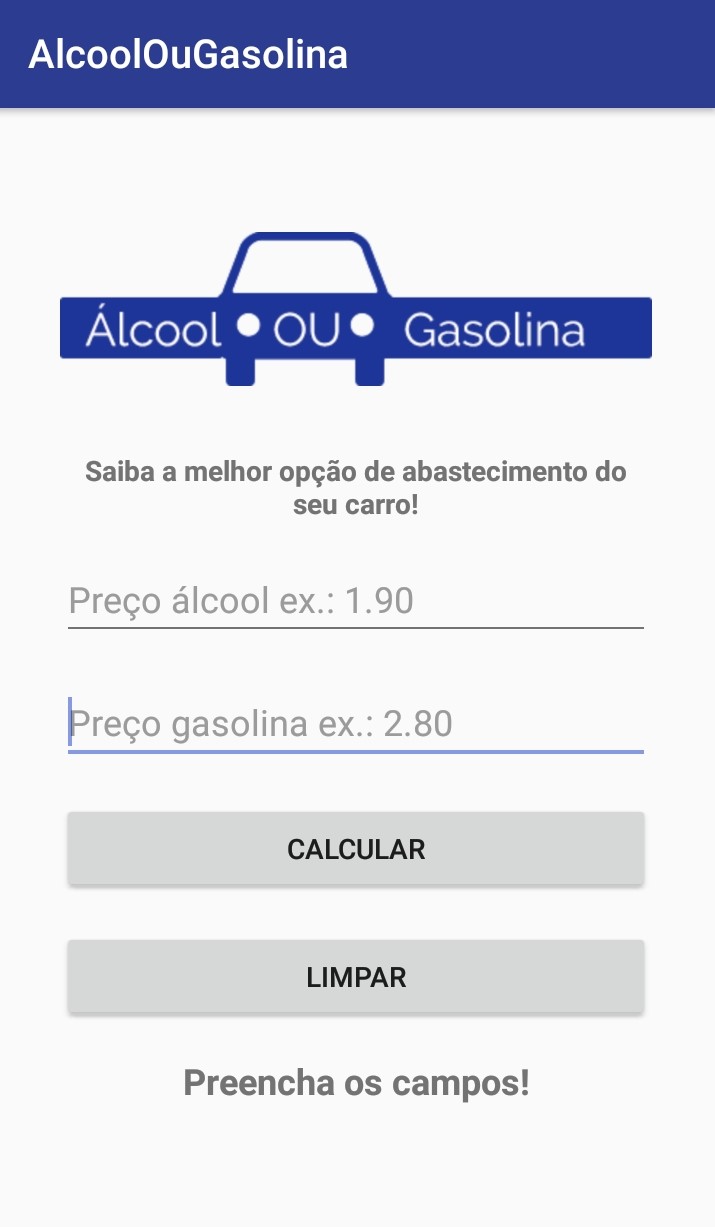 AlcoolOuGasolina
Álcool OU Gasolina
Saiba a melhor opção de abastecimento do
seu carro!
Preço álcool ex.: 1.90
Preço gasolina ex.: 2.80
CALCULAR
LIMPAR
Preencha os campos!